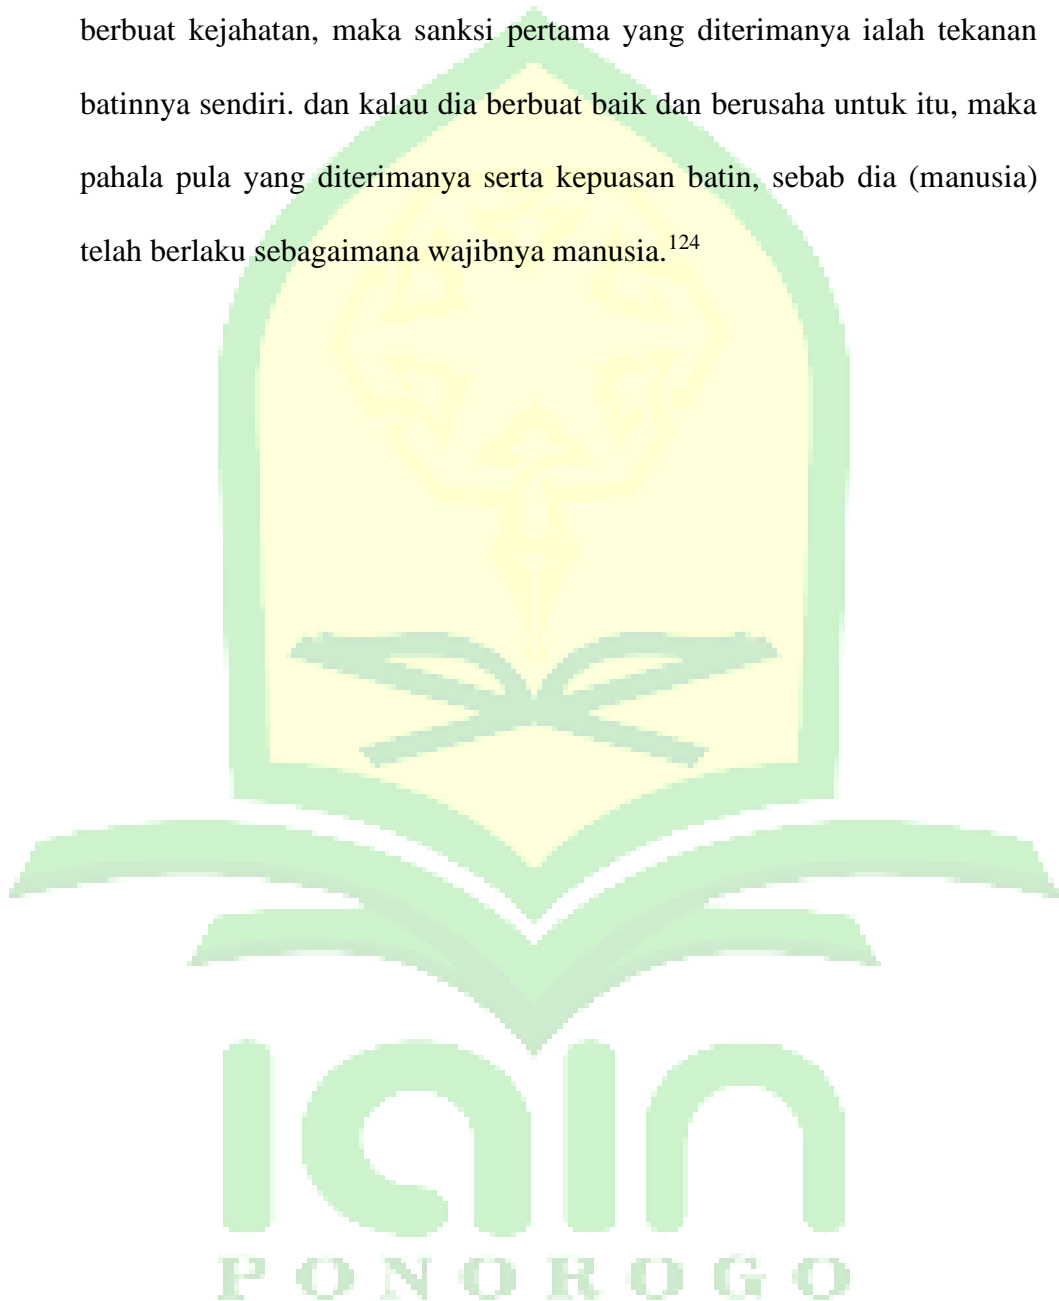 berbuat kejahatan, maka sanksi pertama yang diterimanya ialah tekanan
batinnya sendiri. dan kalau dia berbuat baik dan berusaha untuk itu, maka
pahala pula yang diterimanya serta kepuasan batin, sebab dia (manusia)
telah berlaku sebagaimana wajibnya manusia.124
iain
PONOROGO